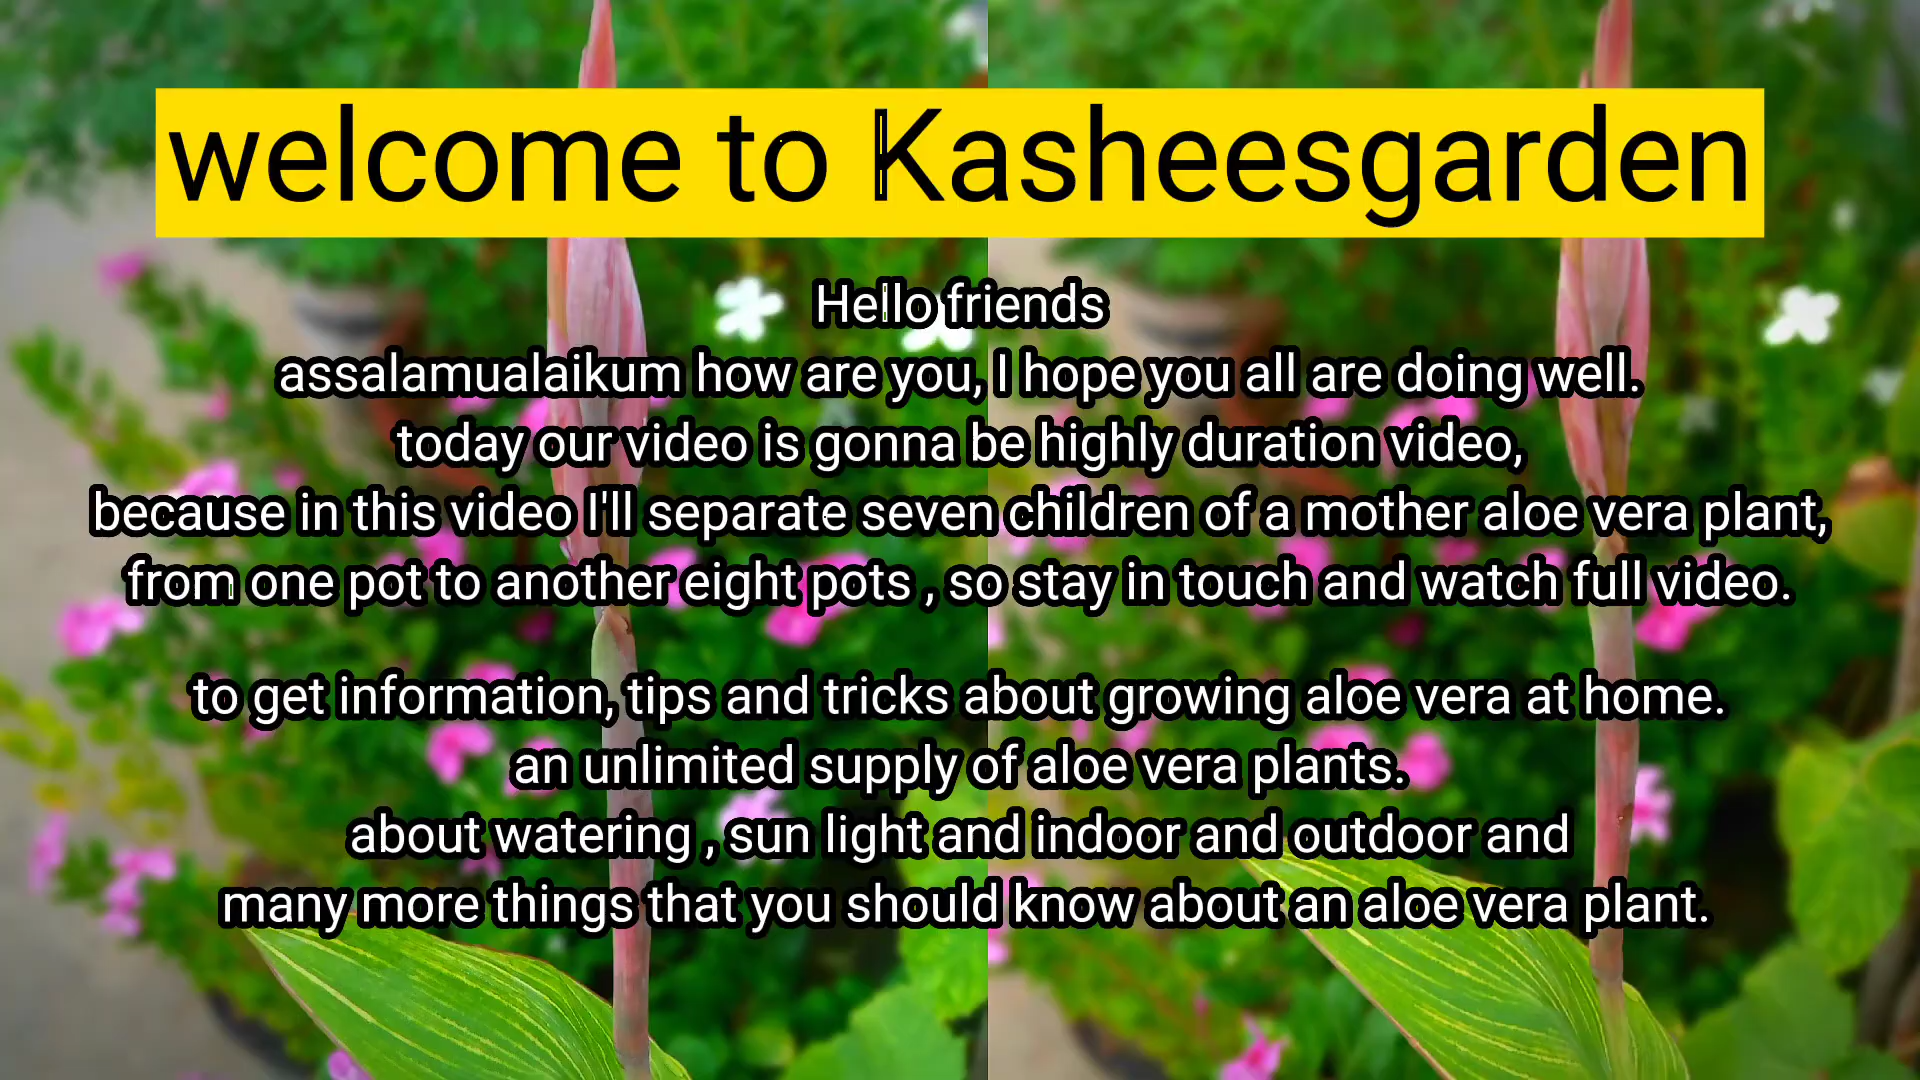 welcome to Kasheesgarden
Hello friends
assalamualaikum how are you, I hope you all are doing well.
today our video is gonna be highly duration video,
because in this video I'll separate seven children of a mother aloe vera plant,
from one pot to another eight pots , so stay in touch and watch full video.
to get information, tips and tricks about growing aloe vera at home.
an unlimited supply of aloe vera plants.
about watering , sun light and indoor and outdoor and
many more things that you should know about an aloe vera plant.